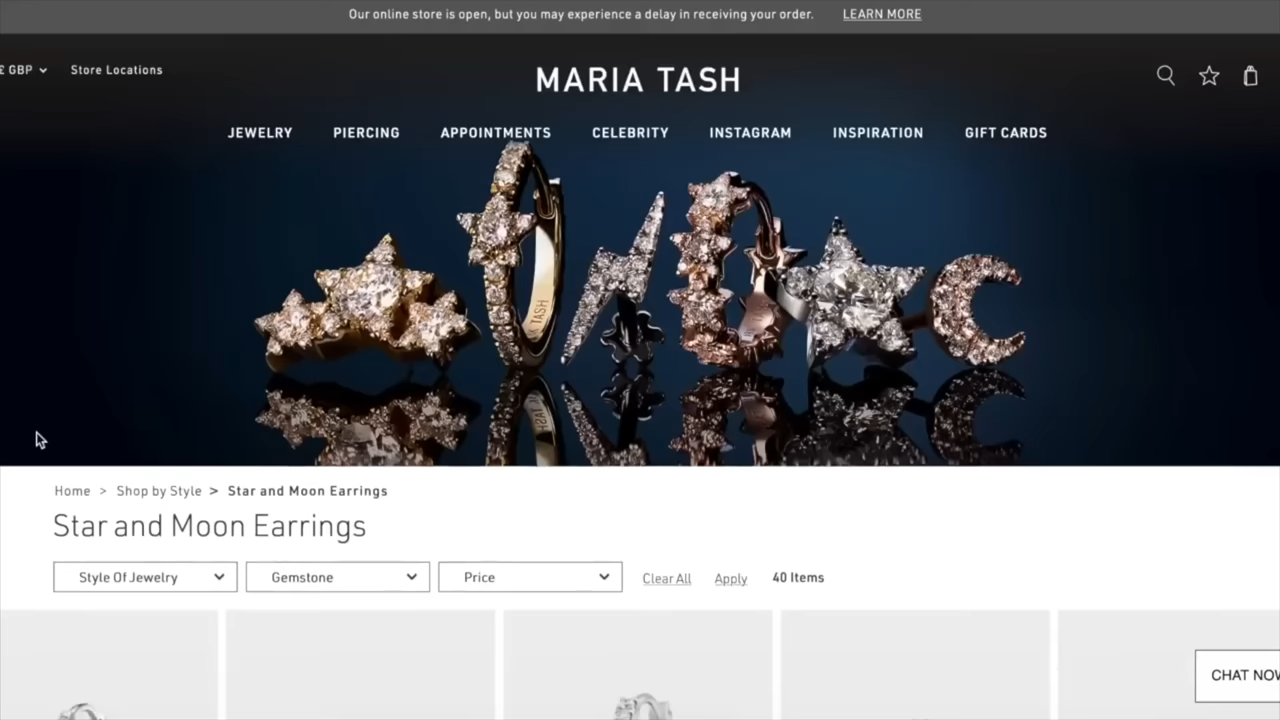 Our online store is open, but you may experience a delay in receiving your order. LEARN MORE
£ GBP Store Locations
MARIA TASH
JEWELRY PIERCING APPOINTMENTS CELEBRITY INSTAGRAM INSPIRATION GIFT CARDS
TASH
Home > Shop by Style > Star and Moon Earrings
Star and Moon Earrings
Style Of Jewelry Gemstone Price Clear All Apply 40 Items
CHAT NOW